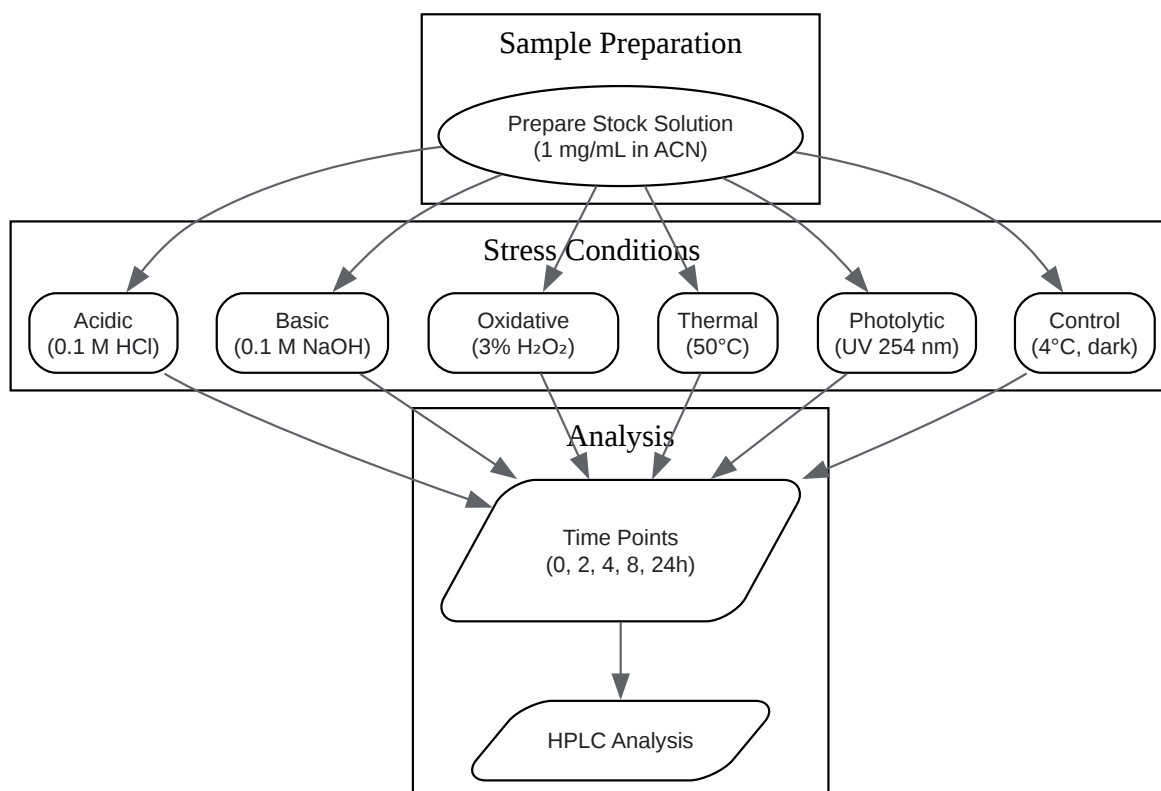 Sample Preparation
Prepare Stock Solution
(1 mg/mL in ACN)
Stress Conditions
Acidic
(0.1 M HCl)
Basic
(0.1 M NaOH)
Oxidative
(3% H₂O₂)
Thermal
(50°C)
Photolytic
(UV 254 nm)
Control
(4°C, dark)
Analysis
Time Points
(0, 2, 4, 8, 24h)
HPLC Analysis